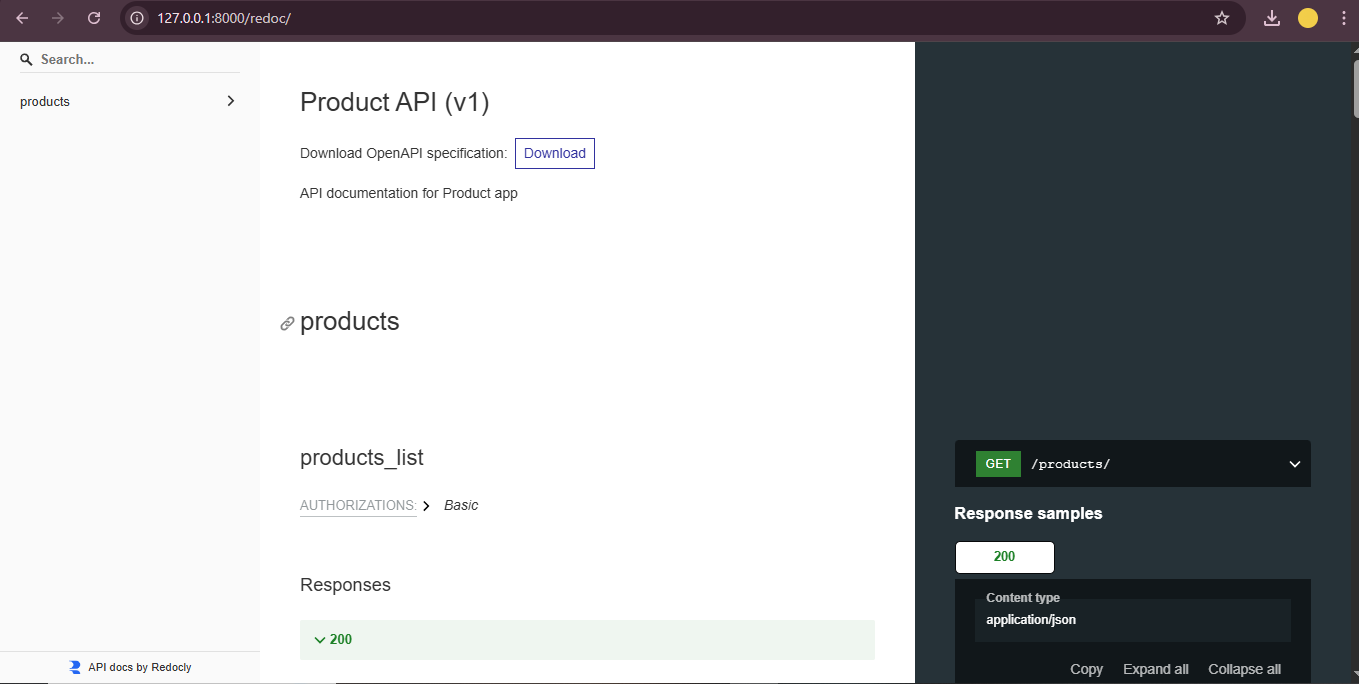 127.0.0.1:8000/redoc/
Search...
products
Product API (v1)
Download OpenAPI specification: Download
API documentation for Product app
products
products_list
GET /products/
AUTHORIZATIONS: Basic
Response samples
200
Responses
Content type
application/json
200
API docs by Redocly
Copy Expand all Collapse all